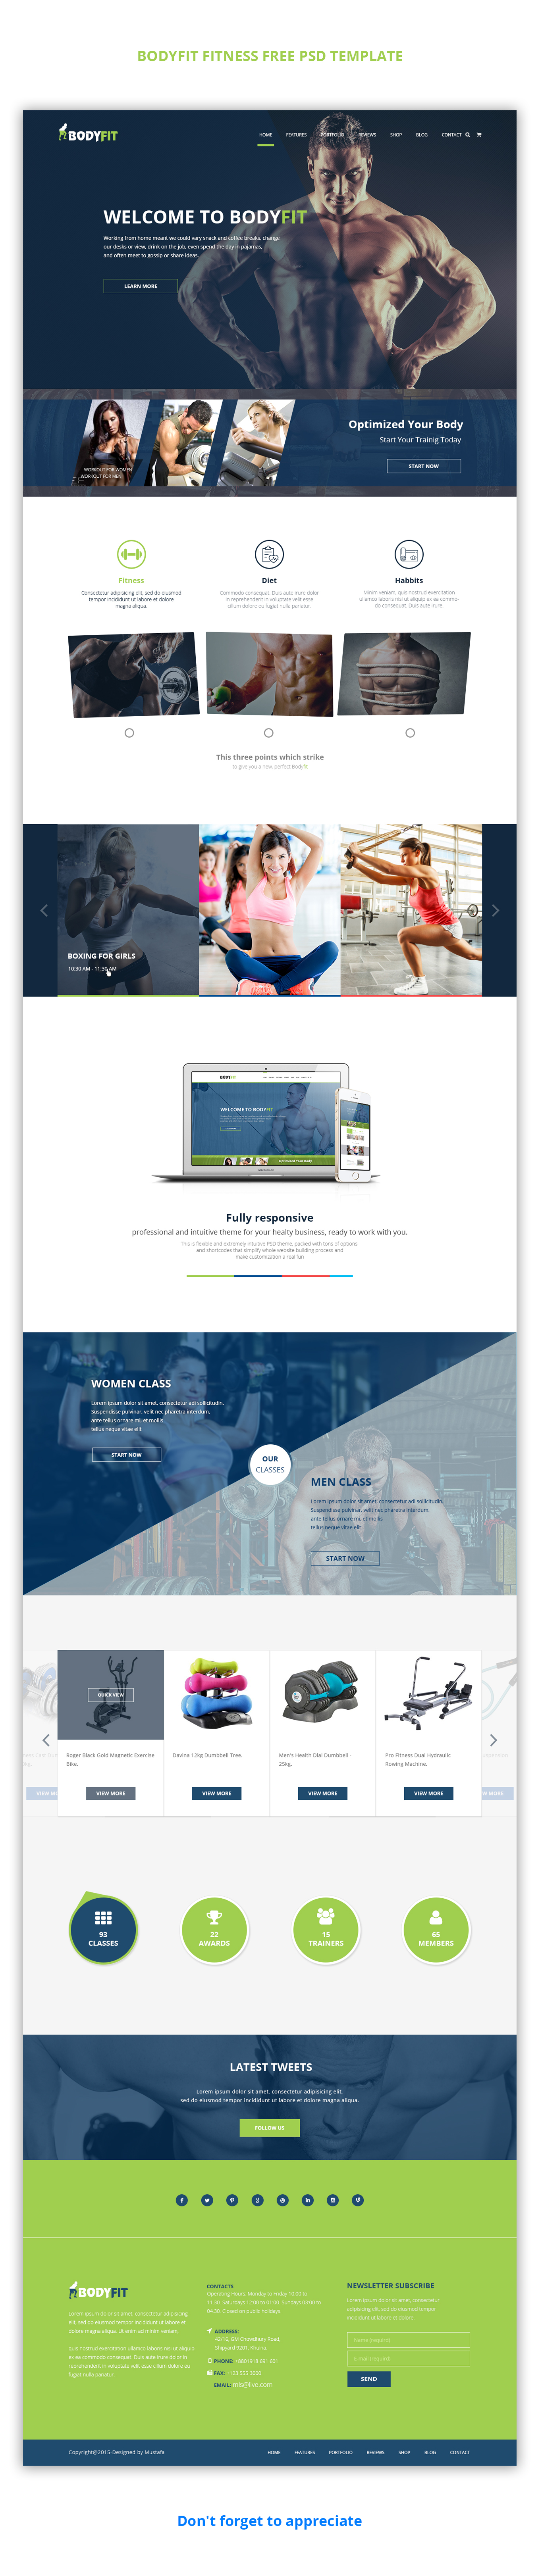 BODYFIT FITNESS FREE PSD TEMPLATE
BODYFIT
HOME FEATURES PORTFOLIO REVIEWS SHOP BLOG CONTACT
WELCOME TO BODYFIT
Working from home meant we could vary snack and coffee breaks, change
our desks or view, drink on the job, even spend the day in pajamas,
and often meet to gossip or share ideas.
LEARN MORE
WORKOUT FOR WOMEN
WORKOUT FOR MEN
Optimized Your Body
Start Your Trainig Today
START NOW
Fitness
Consectetur adipisicing elit, sed do eiusmod
tempor incididunt ut labore et dolore
magna aliqua.
Diet
Commodo consequat. Duis aute irure dolor
in reprehenderit in voluptate velit esse
cillum dolore eu fugiat nulla pariatur.
Habbits
Minim veniam, quis nostrud exercitation
ullamco laboris nisi ut aliquip ex ea commo-
do consequat. Duis aute irure.
This three points which strike
to give you a new, perfect Bodyfit
BOXING FOR GIRLS
10:30 AM - 11:30 AM
BODYFIT
WELCOME TO BODYFIT
Optimized Your Body
Fully responsive
professional and intuitive theme for your healty business, ready to work with you.
This is flexible and extremely intuitive PSD theme, packed with tons of options
and shortcodes that simplify whole website building process and
make customization a real fun
WOMEN CLASS
Lorem ipsum dolor sit amet, consectetur adi sollicitudin.
Suspendisse pulvinar, velit nec pharetra interdum,
ante tellus ornare mi, et mollis
tellus neque vitae elit
START NOW
OUR
CLASSES
MEN CLASS
Lorem ipsum dolor sit amet, consectetur adi sollicitudin.
Suspendisse pulvinar, velit nec pharetra interdum,
ante tellus ornare mi, et mollis
tellus neque vitae elit
START NOW
QUICK VIEW
Roger Black Gold Magnetic Exercise
Bike.
VIEW MORE
Davina 12kg Dumbbell Tree.
VIEW MORE
Men's Health Dial Dumbbell -
25kg.
VIEW MORE
Pro Fitness Dual Hydraulic
Rowing Machine.
VIEW MORE
93
CLASSES
22
AWARDS
15
TRAINERS
65
MEMBERS
LATEST TWEETS
Lorem ipsum dolor sit amet, consectetur adipisicing elit,
sed do eiusmod tempor incididunt ut labore et dolore magna aliqua.
FOLLOW US
BODYFIT
Lorem ipsum dolor sit amet, consectetur adipisicing
elit, sed do eiusmod tempor incididunt ut labore et
dolore magna aliqua. Ut enim ad minim veniam,
quis nostrud exercitation ullamco laboris nisi ut aliquip
ex ea commodo consequat. Duis aute irure dolor in
reprehenderit in voluptate velit esse cillum dolore eu
fugiat nulla pariatur
CONTACTS
Operating Hours: Monday to Friday 10:00 to
11:30. Saturdays 12:00 to 01:00. Sundays 03:00 to
04:30. Closed on public holidays.
ADDRESS:
42/16, GM Chowdhury Road,
Shipyard 9201, Khulna.
PHONE:
FAX: +123 555 3000
EMAIL: mls@live.com
NEWSLETTER SUBSCRIBE
Lorem ipsum dolor sit amet, consectetur
adipisicing elit, sed do eiusmod tempor
incididunt ut labore et dolore.
Name (required)
E-mail (required)
SEND
Copyright@2015-Designed by Mustafa
HOME FEATURES PORTFOLIO REVIEWS SHOP BLOG CONTACT
Don't forget to appreciate